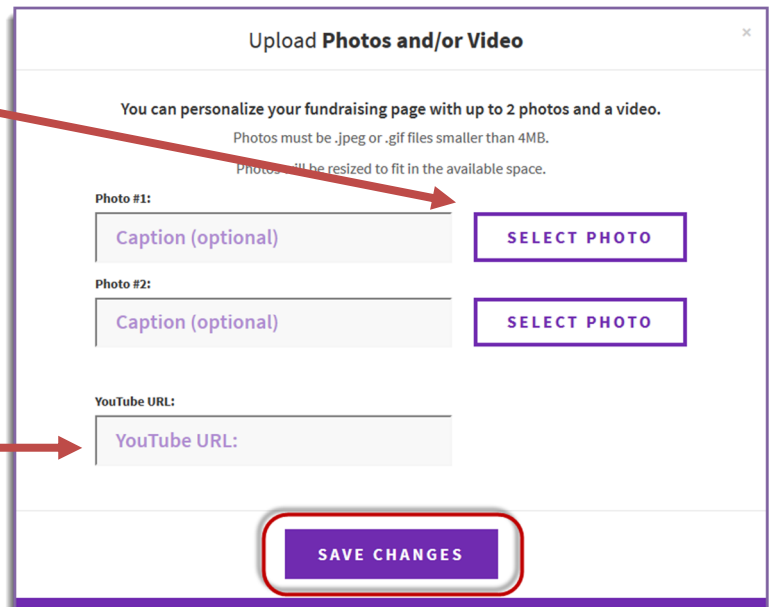 Upload Photos and/or Video
×
You can personalize your fundraising page with up to 2 photos and a video.
Photos must be .jpeg or .gif files smaller than 4MB.
Photos will be resized to fit in the available space.
Photo #1:
Caption (optional)
SELECT PHOTO
Photo #2:
Caption (optional)
SELECT PHOTO
YouTube URL:
YouTube URL:
SAVE CHANGES